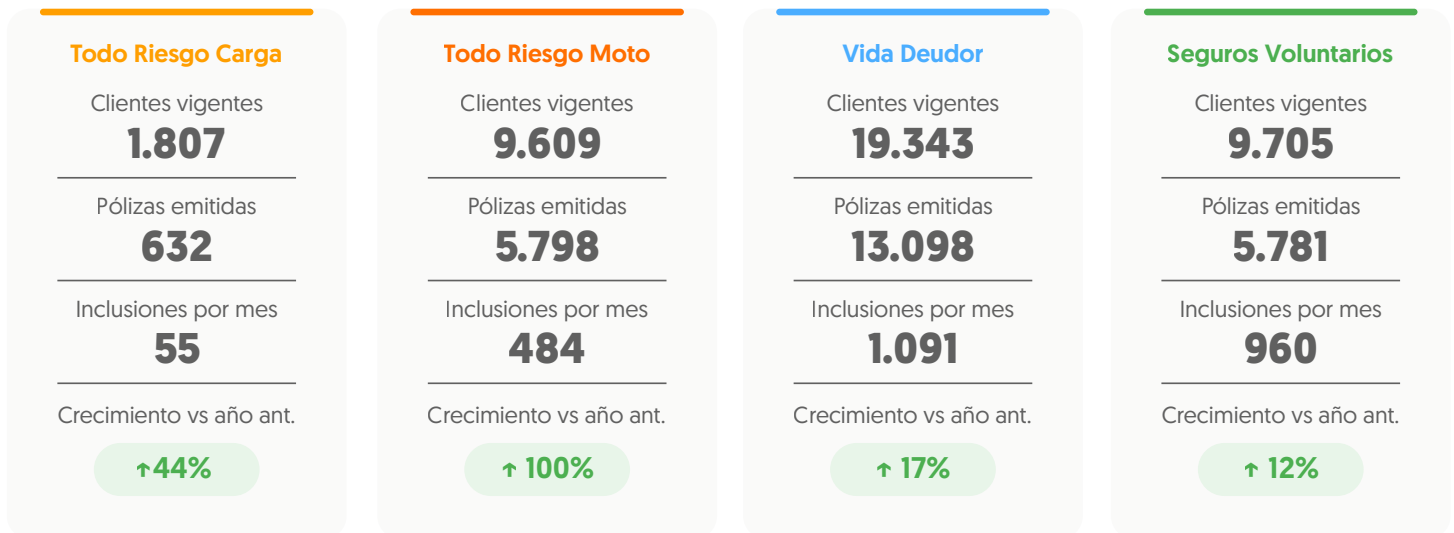 Todo Riesgo Carga
Clientes vigentes
1.807
Pólizas emitidas
632
Inclusiones por mes
55
Crecimiento vs año ant.
↑44%
Todo Riesgo Moto
Clientes vigentes
9.609
Pólizas emitidas
5.798
Inclusiones por mes
484
Crecimiento vs año ant.
↑ 100%
Vida Deudor
Clientes vigentes
19.343
Pólizas emitidas
13.098
Inclusiones por mes
1.091
Crecimiento vs año ant.
↑ 17%
Seguros Voluntarios
Clientes vigentes
9.705
Pólizas emitidas
5.781
Inclusiones por mes
960
Crecimiento vs año ant.
↑ 12%